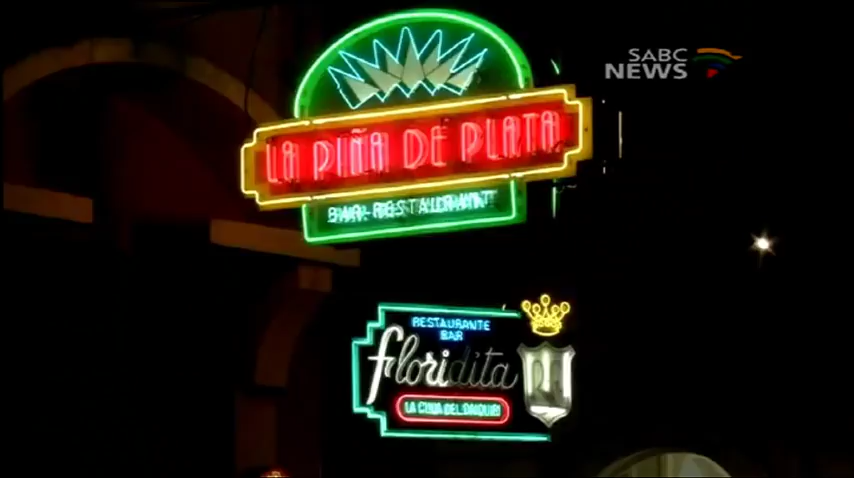 SABC
NEWS
LA PIÑA DE PLATA
BAR-RESTAURANT
RESTAURANTE
BAR
floridita
LA CUNA DEL DAIQUIRI